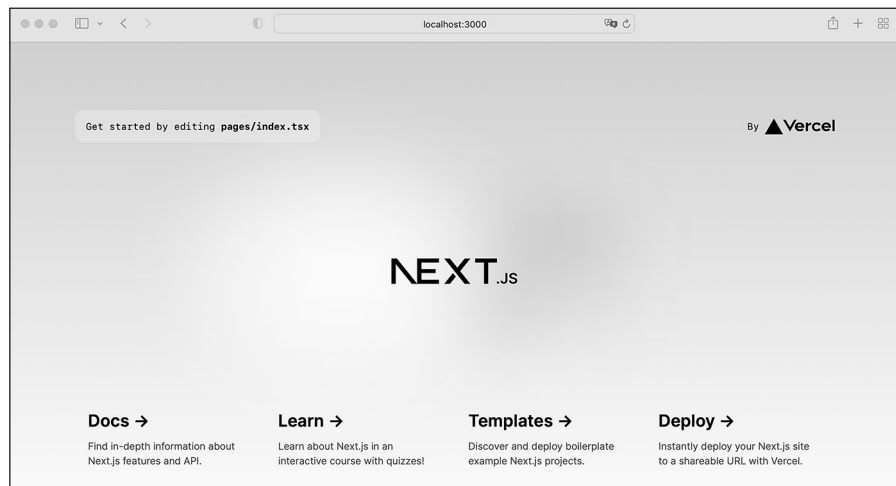 localhost:3000
Get started by editing pages/index.tsx
By Vercel
NEXT.JS
Docs →
Find in-depth information about
Next.js features and API.
Learn →
Learn about Next.js in an
interactive course with quizzes!
Templates →
Discover and deploy boilerplate
example Next.js projects.
Deploy →
Instantly deploy your Next.js site
to a shareable URL with Vercel.